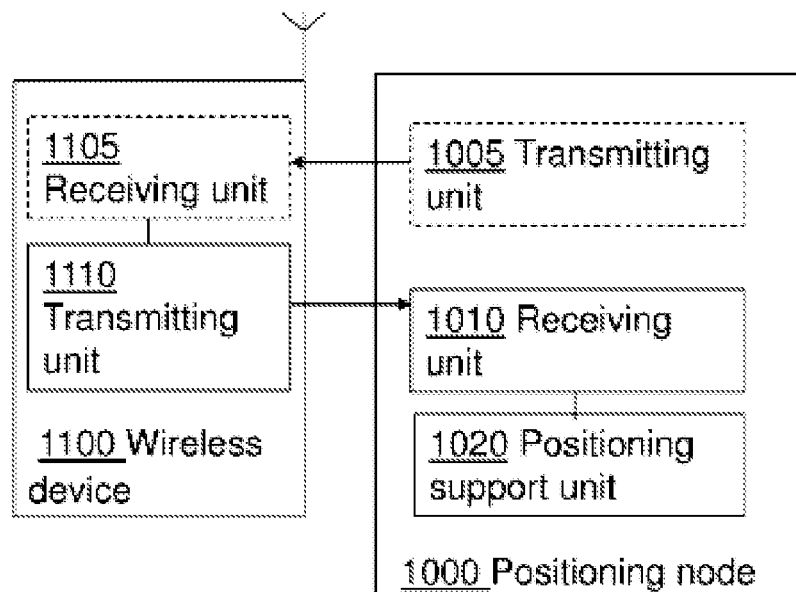 1105
Receiving unit
1110
Transmitting
unit
1100 Wireless
device
1005 Transmitting
unit
1010 Receiving
unit
1020 Positioning
support unit
1000 Positioning node